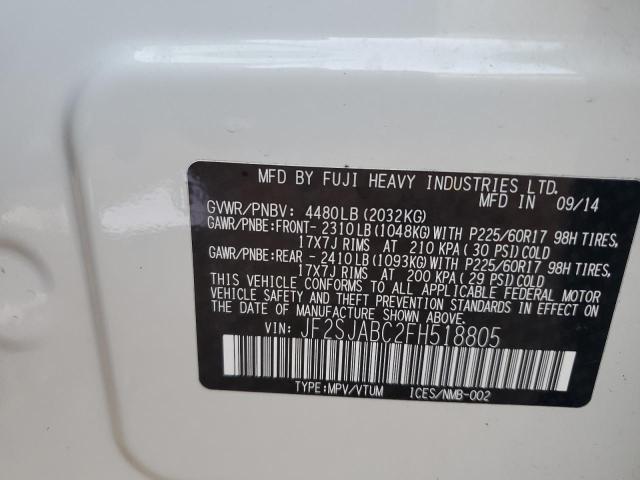 MFD BY FUJI HEAVY INDUSTRIES LTD.
MFD IN 09/14
GVWR/PNBV: 4480LB(2032KG)
GAWR/PNBE:FRONT- 2310LB(1048KG)WITH P225/60R17 98H TIRES,
17X7J RIMS AT 210 KPA(30 PSI)COLD
GAWR/PNBE:REAR - 2410LB(1093KG)WITH P225/60R17 98H TIRES,
17X7J RIMS AT 200 KPA(29 PSI)COLD
THIS VEHICLE CONFORMS TO ALL APPLICABLE FEDERAL MOTOR
VEHICLE SAFETY AND THEFT PREVENTION STANDARDS IN EFFECT ON
THE DATE OF MANUFACTURE SHOWN ABOVE.
VIN: JF2SJABC2FH518805
TYPE:MPV/VTUM ICES/NMB-002